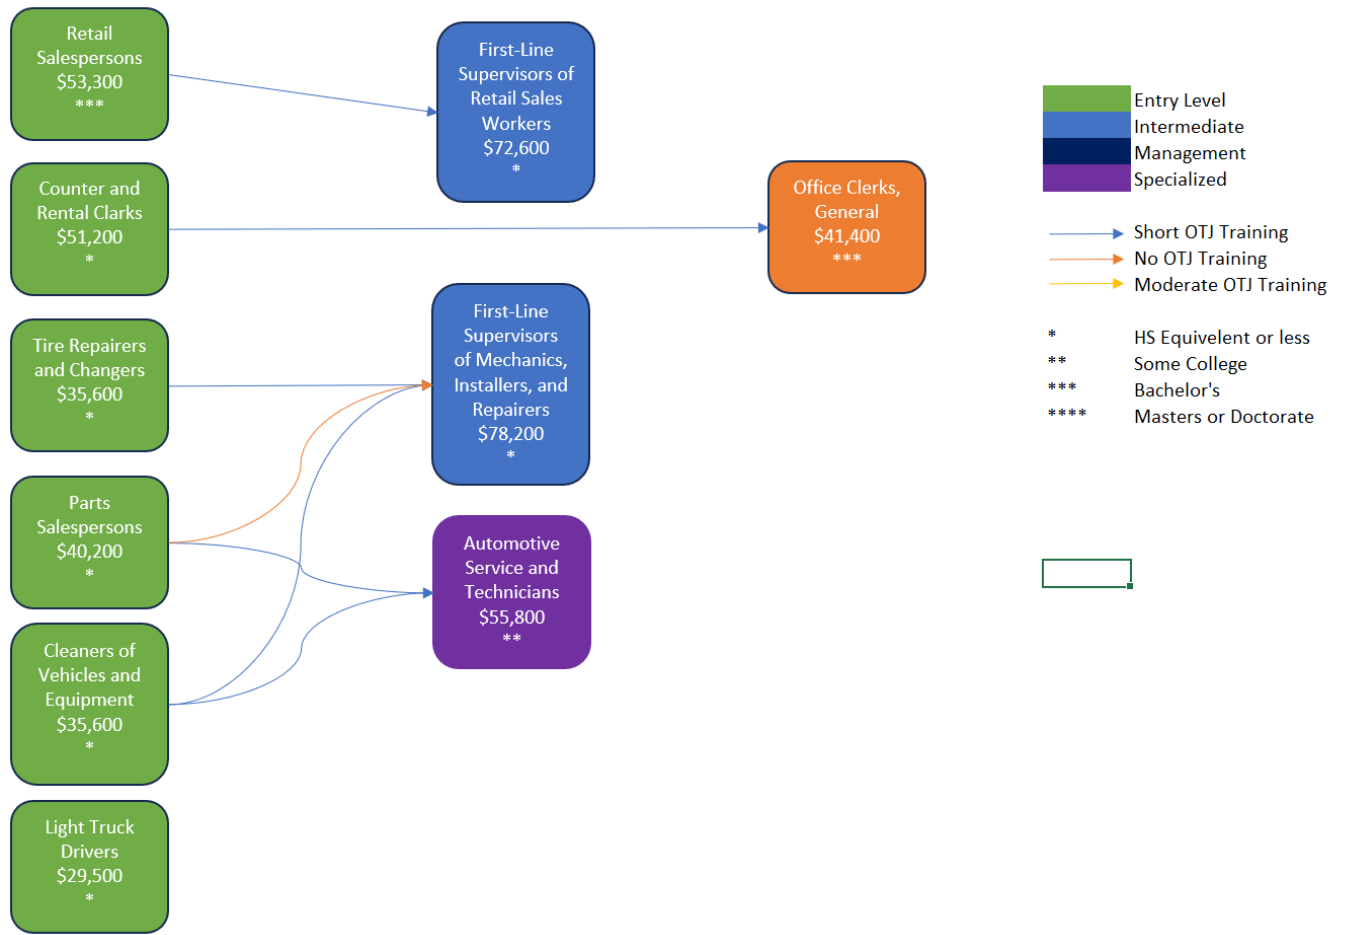 Retail
Salespersons
$53,300
***
First-Line
Supervisors of
Retail Sales
Workers
$72,600
*
Counter and
Rental Clarks
$51,200
*
Office Clerks,
General
$41,400
***
Tire Repairers
and Changers
$35,600
*
First-Line
Supervisors
of Mechanics,
Installers, and
Repairers
$78,200
*
Parts
Salespersons
$40,200
*
Automotive
Service and
Technicians
$55,800
**
Cleaners of
Vehicles and
Equipment
$35,600
*
Light Truck
Drivers
$29,500
*
Entry Level
Intermediate
Management
Specialized
Short OTJ Training
No OTJ Training
Moderate OTJ Training
* HS Equivelent or less
** Some College
*** Bachelor's
**** Masters or Doctorate